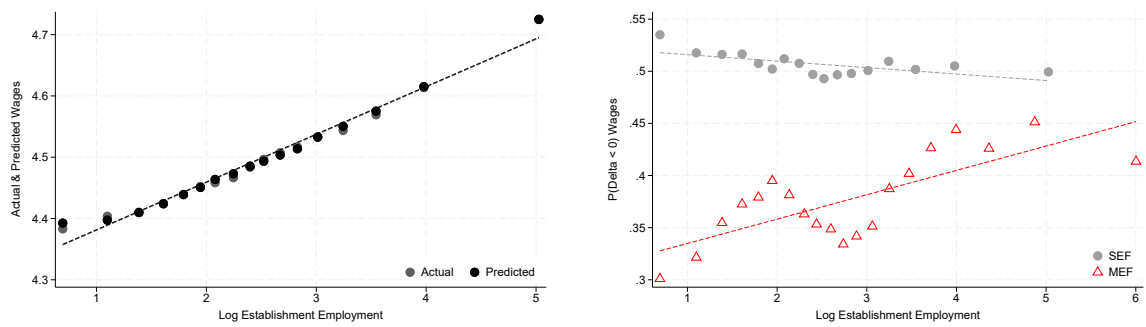 Actual & Predicted Wages
4.7
4.6
4.5
4.4
4.3
1
2
3
4
5
Log Establishment Employment
Actual
Predicted
P(Delta < 0) Wages
.55
.5
.45
.4
.35
.3
1
2
3
4
5
6
Log Establishment Employment
SEF
MEF